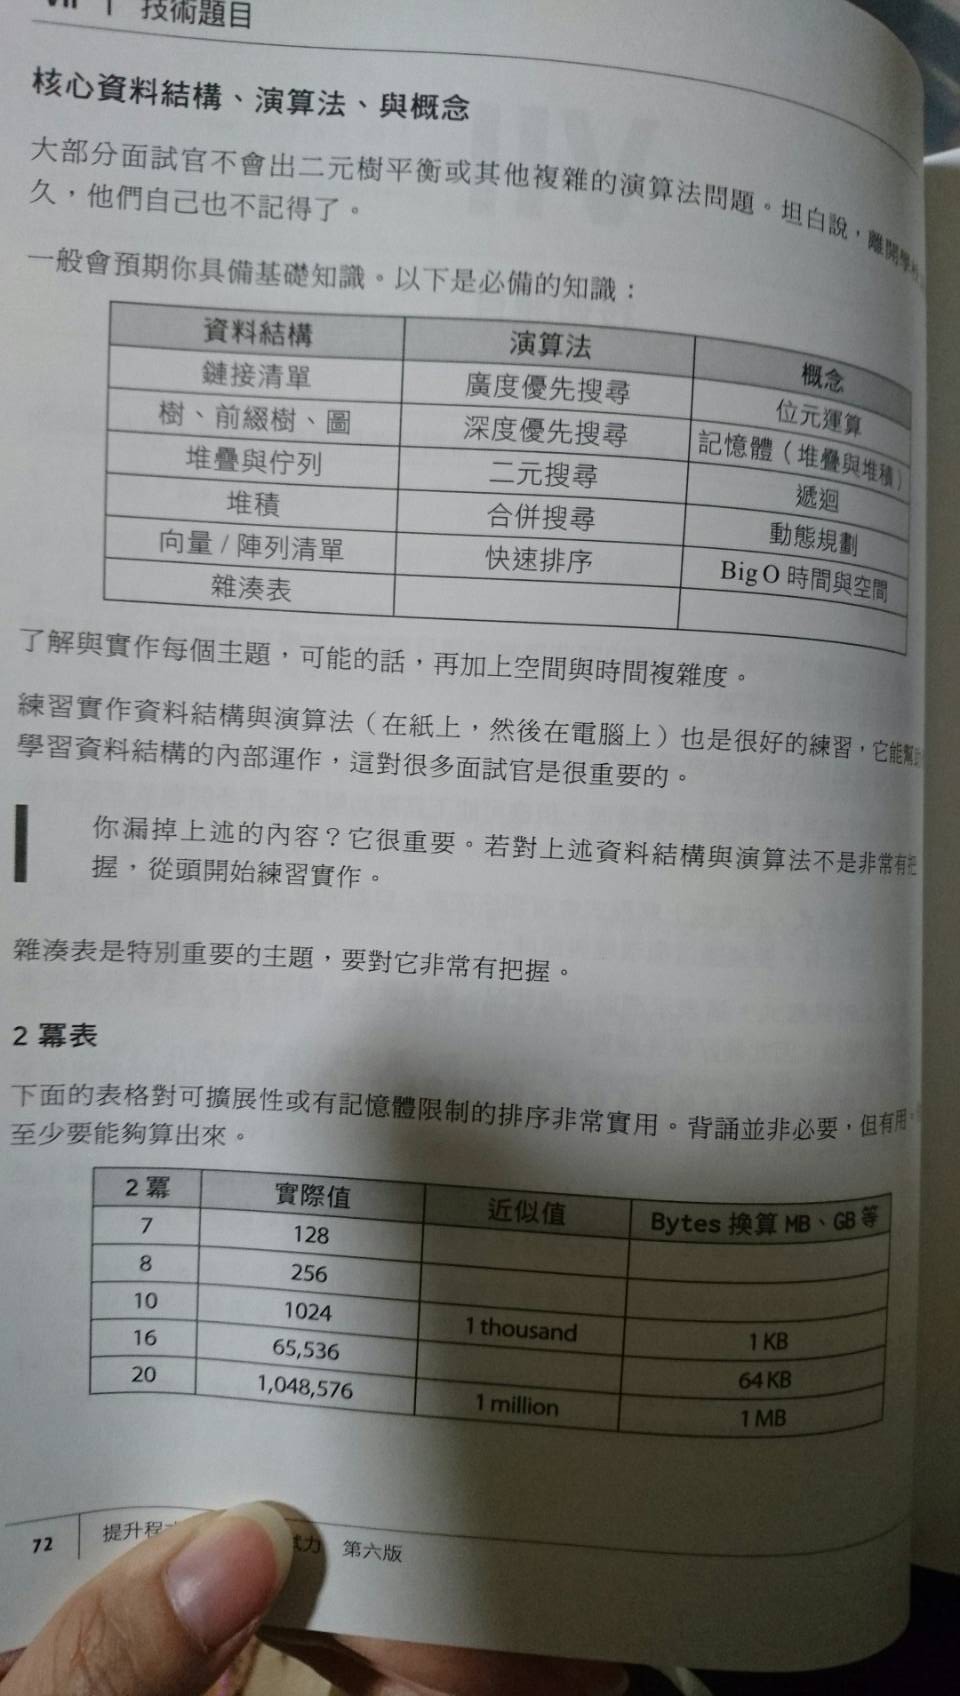 VII | 技術題目
核心資料結構、演算法、與概念
大部分面試官不會出二元樹平衡或其他複雜的演算法問題。坦白說，離開學校
久，他們自己也不記得了。
一般會預期你具備基礎知識。以下是必備的知識：
資料結構 演算法 概念
鏈接清單 廣度優先搜尋 位元運算
樹、前綴樹、圖 深度優先搜尋 記憶體（堆疊與堆積）
堆疊與佇列 二元搜尋 遞迴
堆積 合併搜尋 動態規劃
向量 / 陣列清單 快速排序 Big O 時間與空間
雜湊表
了解與實作每個主題，可能的話，再加上空間與時間複雜度。
練習實作資料結構與演算法（在紙上，然後在電腦上）也是很好的練習，它能幫助
學習資料結構的內部運作，這對很多面試官是很重要的。
你漏掉上述的內容？它很重要。若對上述資料結構與演算法不是非常有把
握，從頭開始練習實作。
雜湊表是特別重要的主題，要對它非常有把握。
2 冪表
下面的表格對可擴展性或有記憶體限制的排序非常實用。背誦並非必要，但有用。
至少要能夠算出來。
2 冪 實際值 近似值 Bytes 換算 MB、GB 等
7 128
8 256
10 1024 1 thousand 1 KB
16 65,536 64 KB
20 1,048,576 1 million 1 MB
72 提升程 試力 第六版